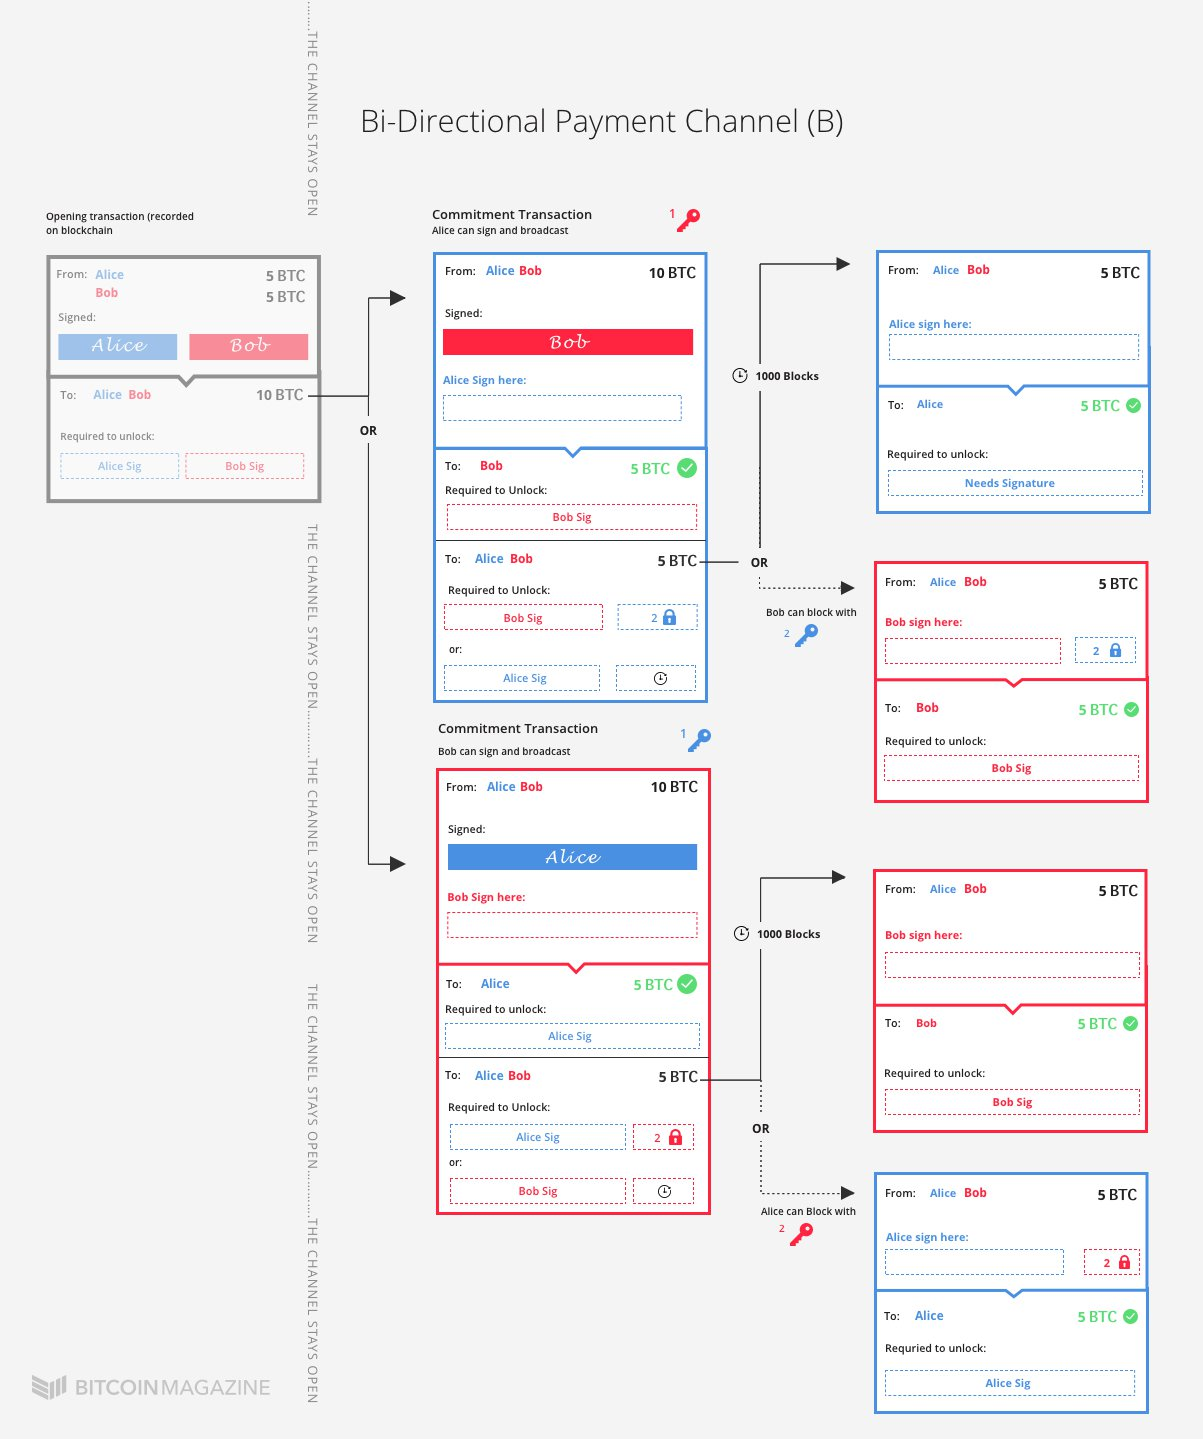 Bi-Directional Payment Channel (B)
........THE CHANNEL STAYS OPEN
THE CHANNEL STAYS OPEN............THE CHANNEL STAYS OPEN
THE CHANNEL STAYS OPEN............THE CHANNEL STAYS OPEN
Opening transaction (recorded
on blockchain
From: Alice 5 BTC
Bob 5 BTC
Signed:
Alice Bob
To: Alice Bob 10 BTC
Required to unlock:
Alice Sig Bob Sig
OR
Commitment Transaction 1
Alice can sign and broadcast
From: Alice Bob 10 BTC
Signed:
Bob
Alice Sign here:
To: Bob 5 BTC
Required to Unlock:
Bob Sig
To: Alice Bob 5 BTC
Required to Unlock:
Bob Sig 2
or:
Alice Sig
1000 Blocks
OR
Bob can block with
2
From: Alice Bob 5 BTC
Alice sign here:
To: Alice 5 BTC
Required to unlock:
Needs Signature
From: Alice Bob 5 BTC
Bob sign here:
2
To: Bob 5 BTC
Required to unlock:
Bob Sig
Commitment Transaction 1
Bob can sign and broadcast
From: Alice Bob 10 BTC
Signed:
Alice
Bob Sign here:
To: Alice 5 BTC
Required to unlock:
Alice Sig
To: Alice Bob 5 BTC
Required to Unlock:
Alice Sig 2
or:
Bob Sig
1000 Blocks
OR
Alice can Block with
2
From: Alice Bob 5 BTC
Bob sign here:
To: Bob 5 BTC
Required to unlock:
Bob Sig
From: Alice Bob 5 BTC
Alice sign here:
2
To: Alice 5 BTC
Requried to unlock:
Alice Sig
BITCOINMAGAZINE